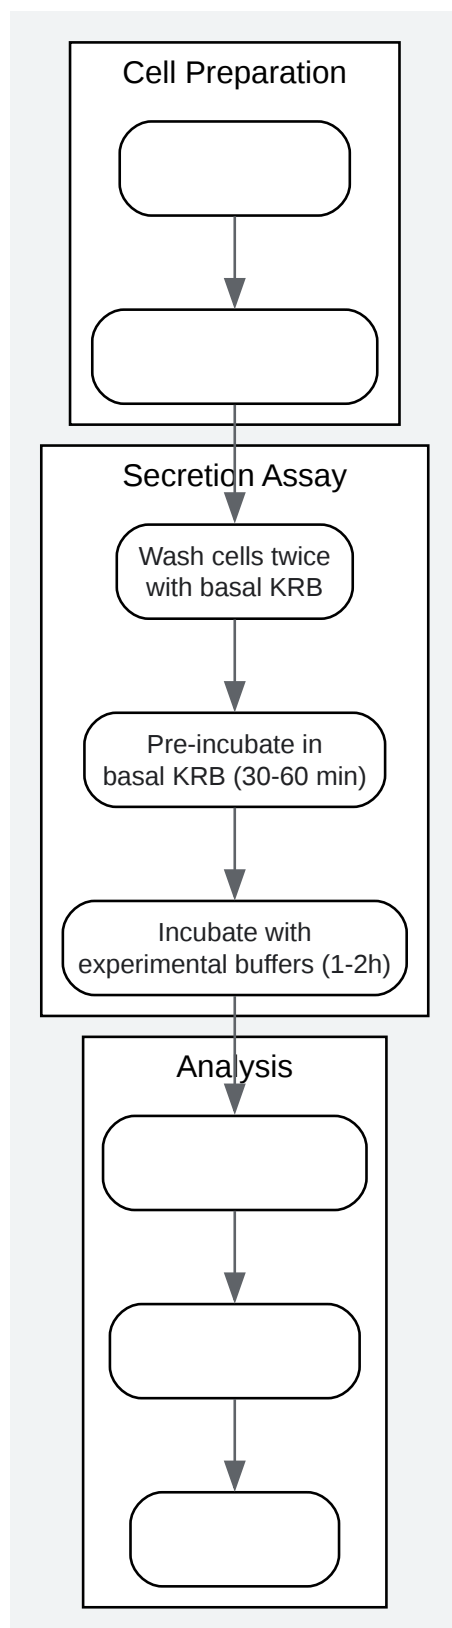 Cell Preparation
Secretion Assay
Wash cells twice
with basal KRB
Pre-incubate in
basal KRB (30-60 min)
Incubate with
experimental buffers (1-2h)
Analysis